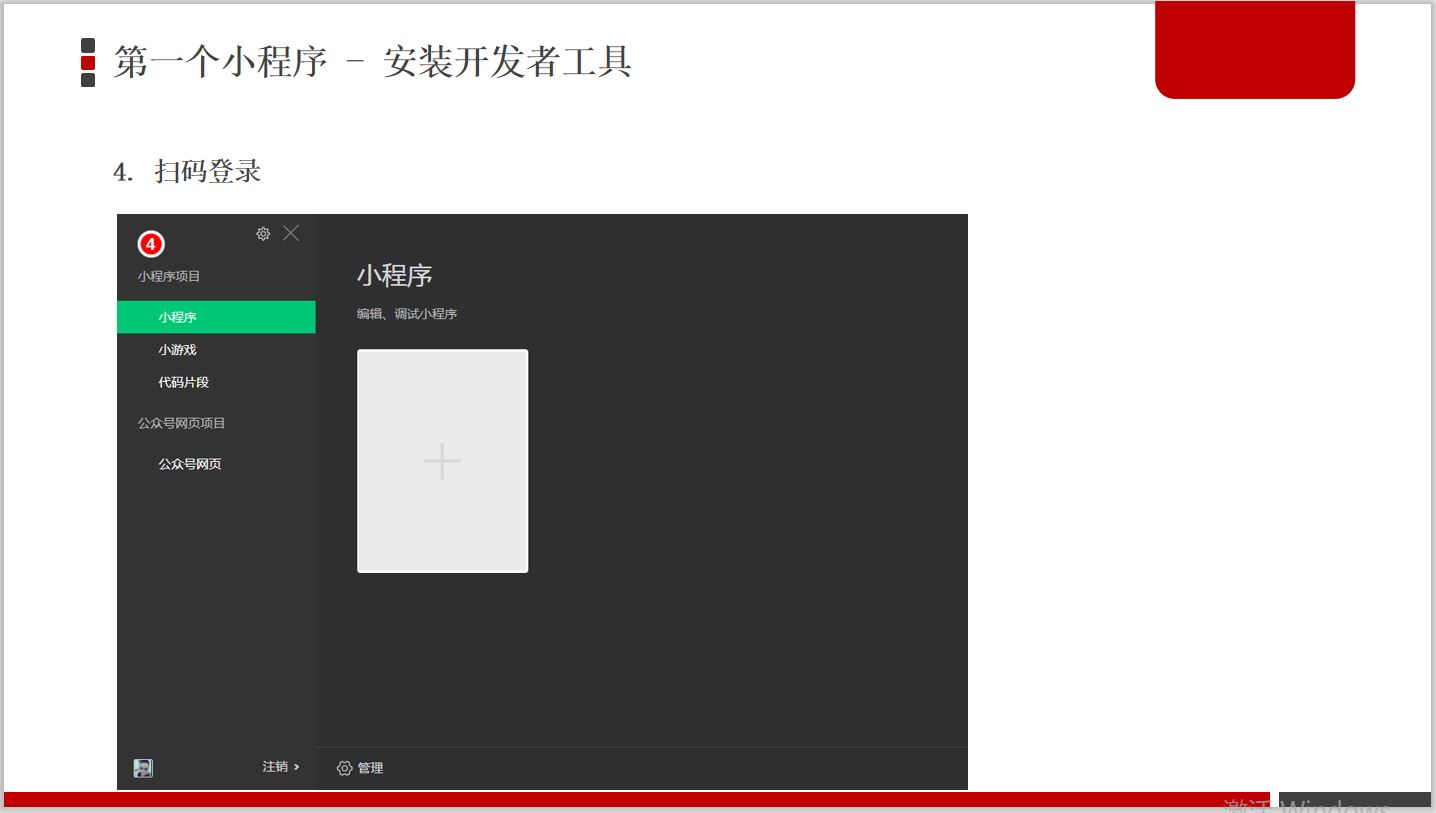 第一个小程序 - 安装开发者工具
4. 扫码登录
4
小程序项目
小程序
小游戏
代码片段
公众号网页项目
公众号网页
注销
小程序
编辑、调试小程序
管理
激活 Windows